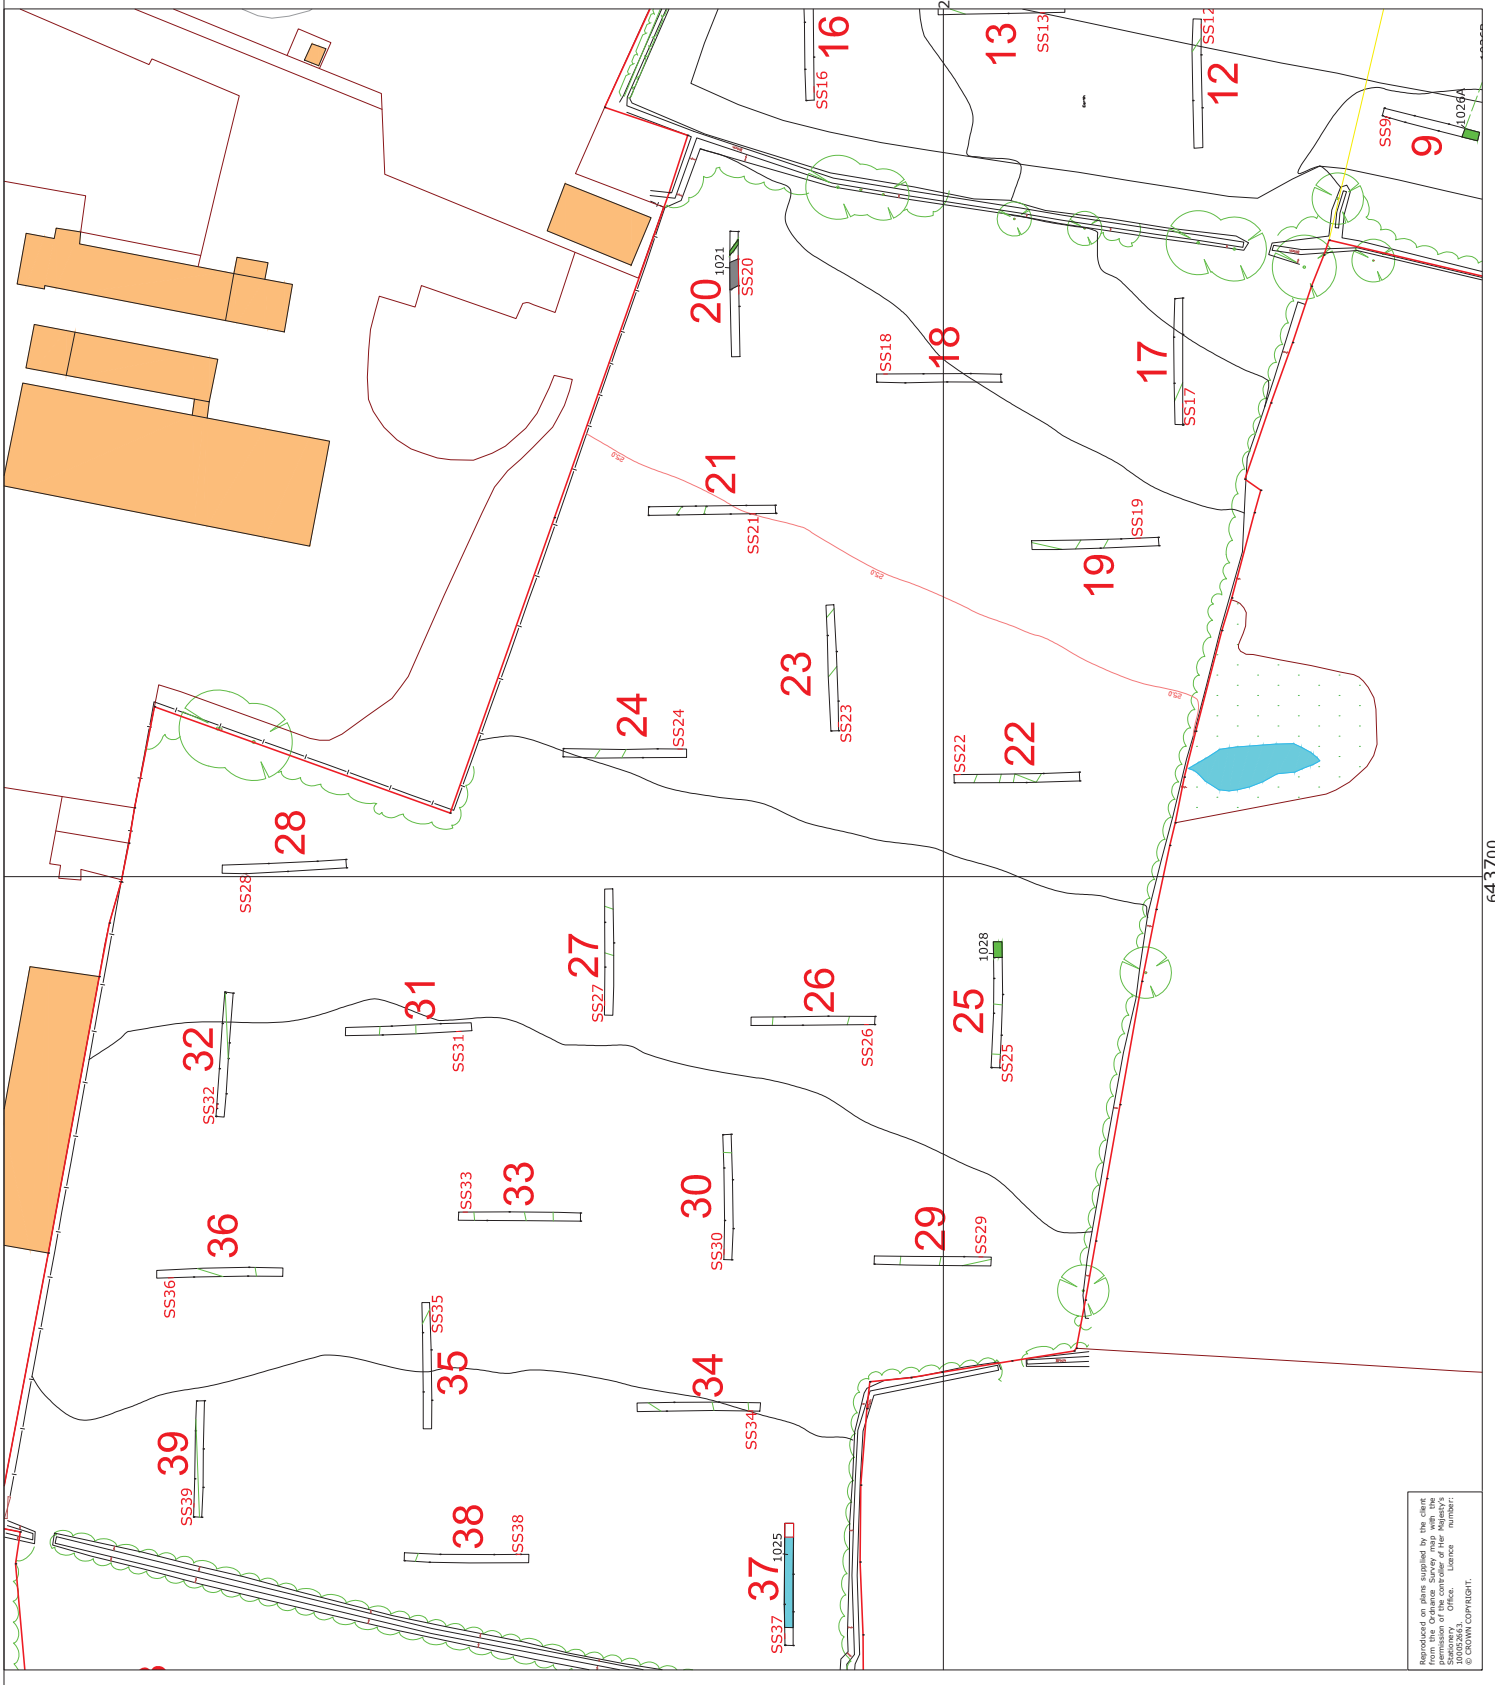 16
SS16
13
SS13
12
SS12
9
SS9
1026A
20
1021
SS20
18
SS18
17
SS17
21
SS21
19
SS19
23
SS23
24
SS24
22
SS22
28
SS28
27
SS27
26
SS26
25
SS25
1028
32
SS32
31
SS31
33
SS33
30
SS30
29
SS29
36
SS36
35
SS35
34
SS34
39
SS39
38
SS38
37
SS37
1025
643700
Reproduced on plans supplied by the client
from the Ordnance Survey map with the
permission of the controller of Her Majesty's
Stationery Office. Licence number:
100052663.
© CROWN COPYRIGHT.